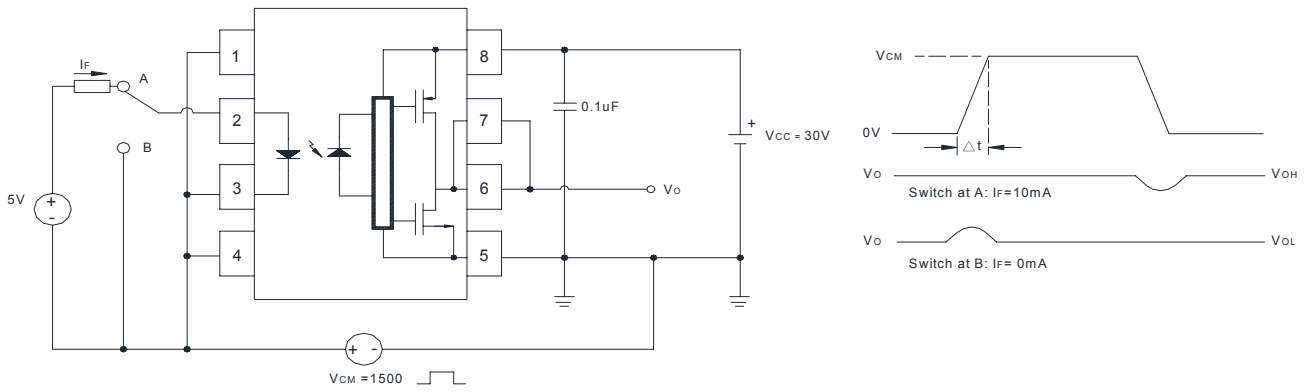 IF
A
B
5V
1
2
3
4
8
7
6
5
0.1uF
+
VCC = 30V
VO
+
-
+ -
VCM =1500
VCM
0V
△t
VO
VOH
Switch at A: IF=10mA
VO
VOL
Switch at B: IF= 0mA